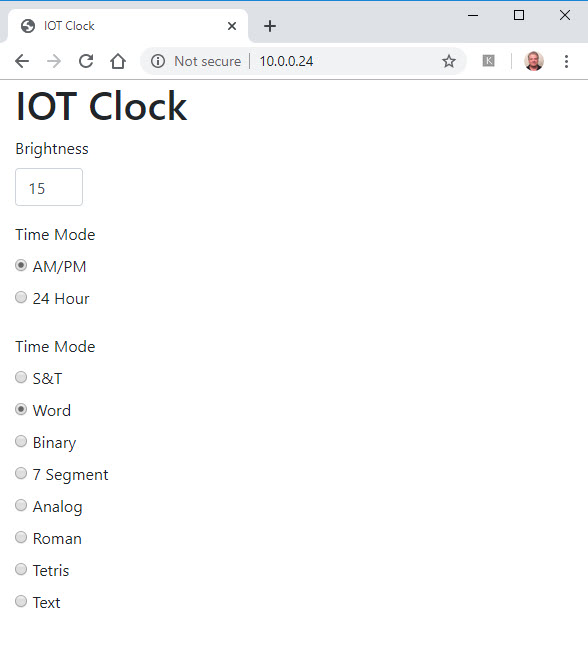 IOT Clock
Not secure 10.0.0.24 K
IOT Clock
Brightness
15
Time Mode
AM/PM
24 Hour
Time Mode
S&T
Word
Binary
7 Segment
Analog
Roman
Tetris
Text